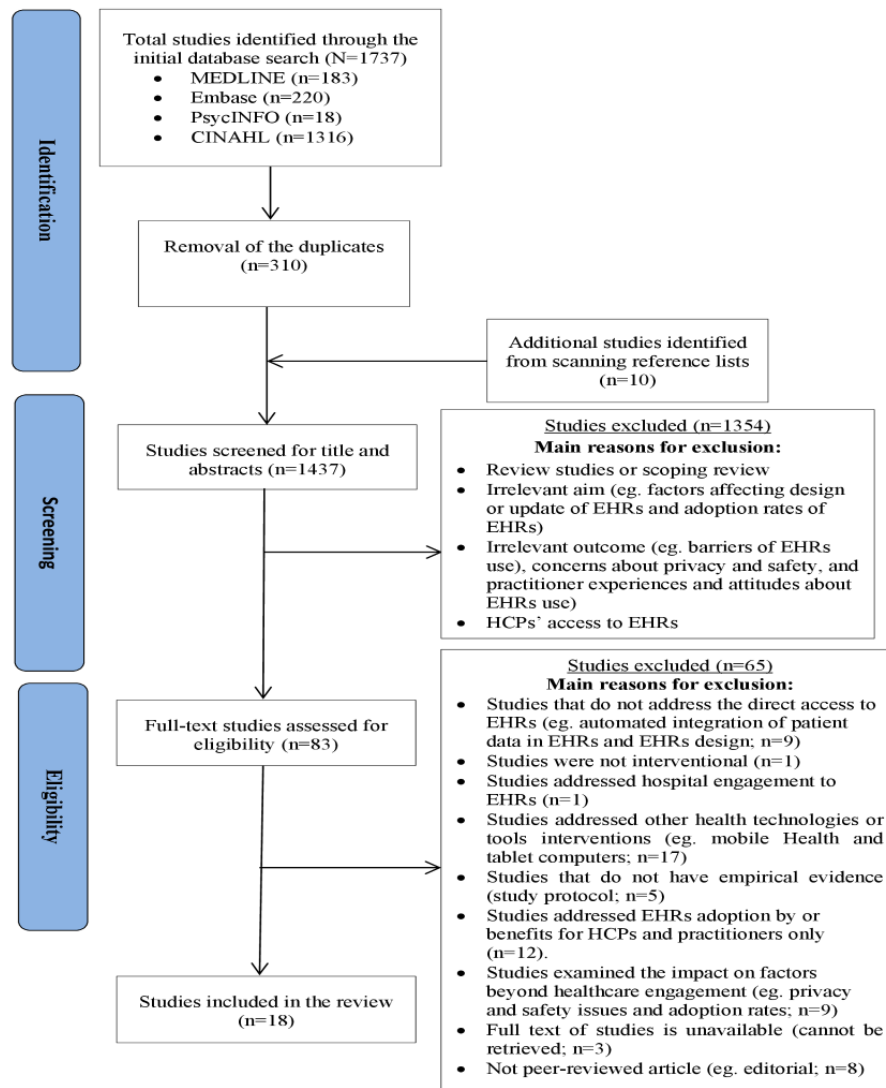 Identification
Total studies identified through the
initial database search (N=1737)
• MEDLINE (n=183)
• Embase (n=220)
• PsycINFO (n=18)
• CINAHL (n=1316)
Removal of the duplicates
(n=310)
Additional studies identified
from scanning reference lists
(n=10)
Screening
Studies screened for title and
abstracts (n=1437)
Studies excluded (n=1354)
Main reasons for exclusion:
• Review studies or scoping review
• Irrelevant aim (eg. factors affecting design
or update of EHRs and adoption rates of
EHRs)
• Irrelevant outcome (eg. barriers of EHRs
use), concerns about privacy and safety, and
practitioner experiences and attitudes about
EHRs use)
• HCPs’ access to EHRs
Eligibility
Full-text studies assessed for
eligibility (n=83)
Studies excluded (n=65)
Main reasons for exclusion:
• Studies that do not address the direct access to
EHRs (eg. automated integration of patient
data in EHRs and EHRs design; n=9)
• Studies were not interventional (n=1)
• Studies addressed hospital engagement to
EHRs (n=1)
• Studies addressed other health technologies or
tools interventions (eg. mobile Health and
tablet computers; n=17)
• Studies that do not have empirical evidence
(study protocol; n=5)
• Studies addressed EHRs adoption by or
benefits for HCPs and practitioners only
(n=12).
• Studies examined the impact on factors
beyond healthcare engagement (eg. privacy
and safety issues and adoption rates; n=9)
• Full text of studies is unavailable (cannot be
retrieved; n=3)
• Not peer-reviewed article (eg. editorial; n=8)
Studies included in the review
(n=18)